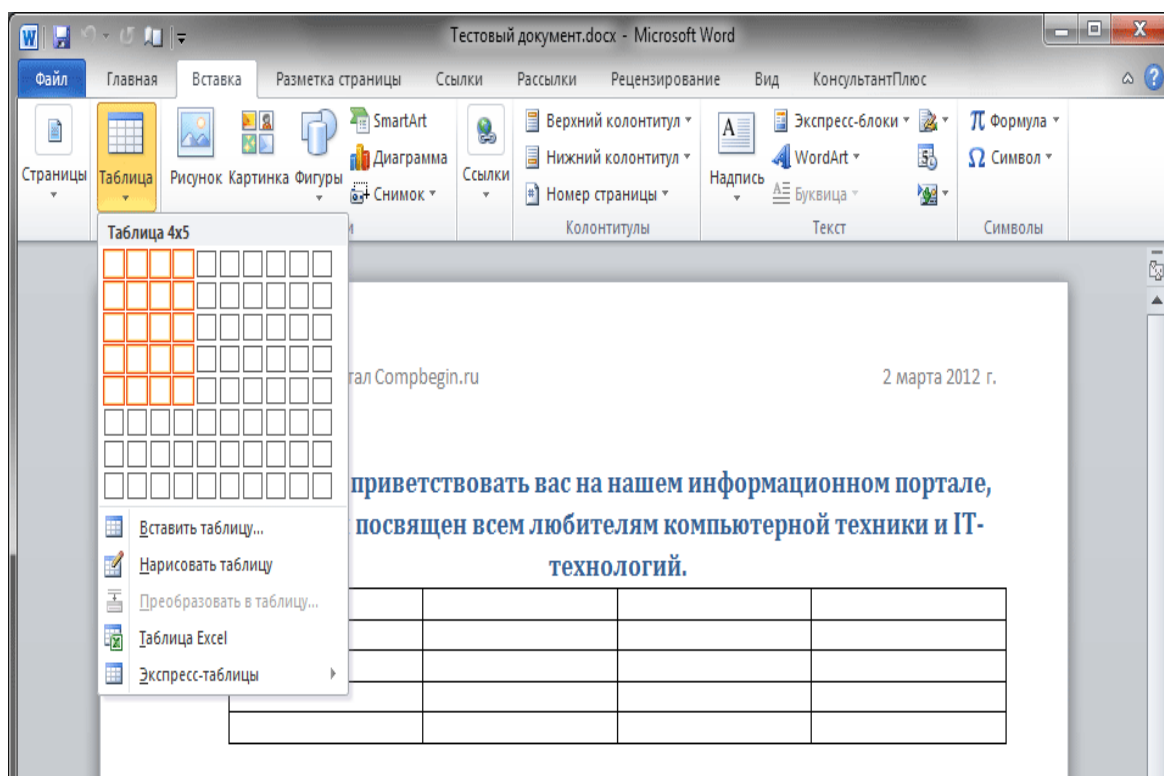 Тестовый документ.docx - Microsoft Word
Файл Главная Вставка Разметка страницы Ссылки Рассылки Рецензирование Вид КонсультантПлюс
Страницы
Таблица
Рисунок
Картинка
Фигуры
SmartArt
Диаграмма
Снимок
Ссылки
Верхний колонтитул
Нижний колонтитул
Номер страницы
Колонтитулы
Надпись
Экспресс-блоки
WordArt
Буквица
Текст
Формула
Символ
Символы
Таблица 4x5
Вставить таблицу...
Нарисовать таблицу
Преобразовать в таблицу...
Таблица Excel
Экспресс-таблицы
Compbegin.ru 2 марта 2012 г.
приветствовать вас на нашем информационном портале,
посвящен всем любителям компьютерной техники и IT-
технологий.